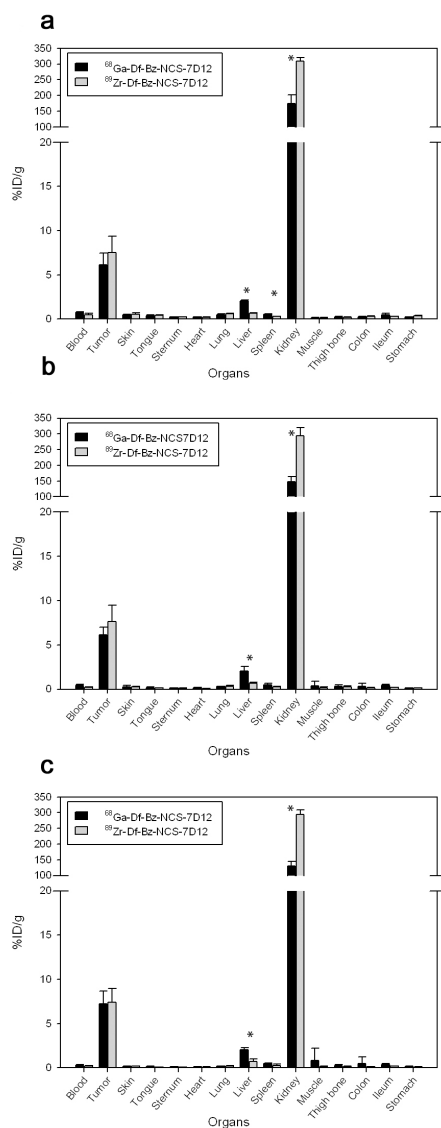 a
350
300
250
200
150
100
20
15
10
5
0
%ID/g
⁶⁸Ga-Df-Bz-NCS-7D12
⁸⁹Zr-Df-Bz-NCS-7D12
* * *
Blood Tumor Skin Tongue Sternum Heart Lung Liver Spleen Kidney Muscle Thigh bone Colon Ileum Stomach
Organs
b
350
300
250
200
150
100
20
15
10
5
0
%ID/g
⁶⁸Ga-Df-Bz-NCS7D12
⁸⁹Zr-Df-Bz-NCS-7D12
* *
Blood Tumor Skin Tongue Sternum Heart Lung Liver Spleen Kidney Muscle Thigh bone Colon Ileum Stomach
Organs
c
350
300
250
200
150
100
20
15
10
5
0
%ID/g
⁶⁸Ga-Df-Bz-NCS-7D12
⁸⁹Zr-Df-Bz-NCS-7D12
* *
Blood Tumor Skin Tongue Sternum Heart Lung Liver Spleen Kidney Muscle Thigh bone Colon Ileum Stomach
Organs